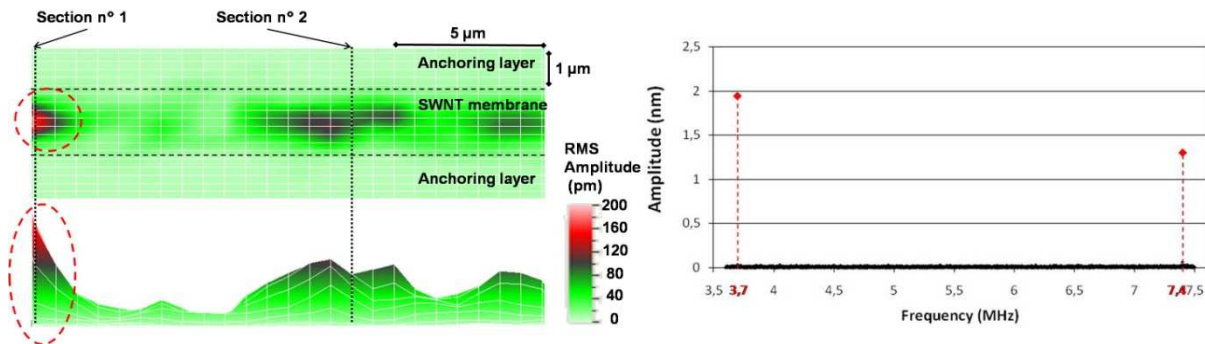 Section n° 1
Section n° 2
5 µm
1 µm
Anchoring layer
SWNT membrane
Anchoring layer
RMS
Amplitude
(pm)
200
160
120
80
40
0
Amplitude (nm)
2,5
2
1,5
1
0,5
0
3,5 3,7 4 4,5 5 5,5 6 6,5 7 7,4 7,5
Frequency (MHz)